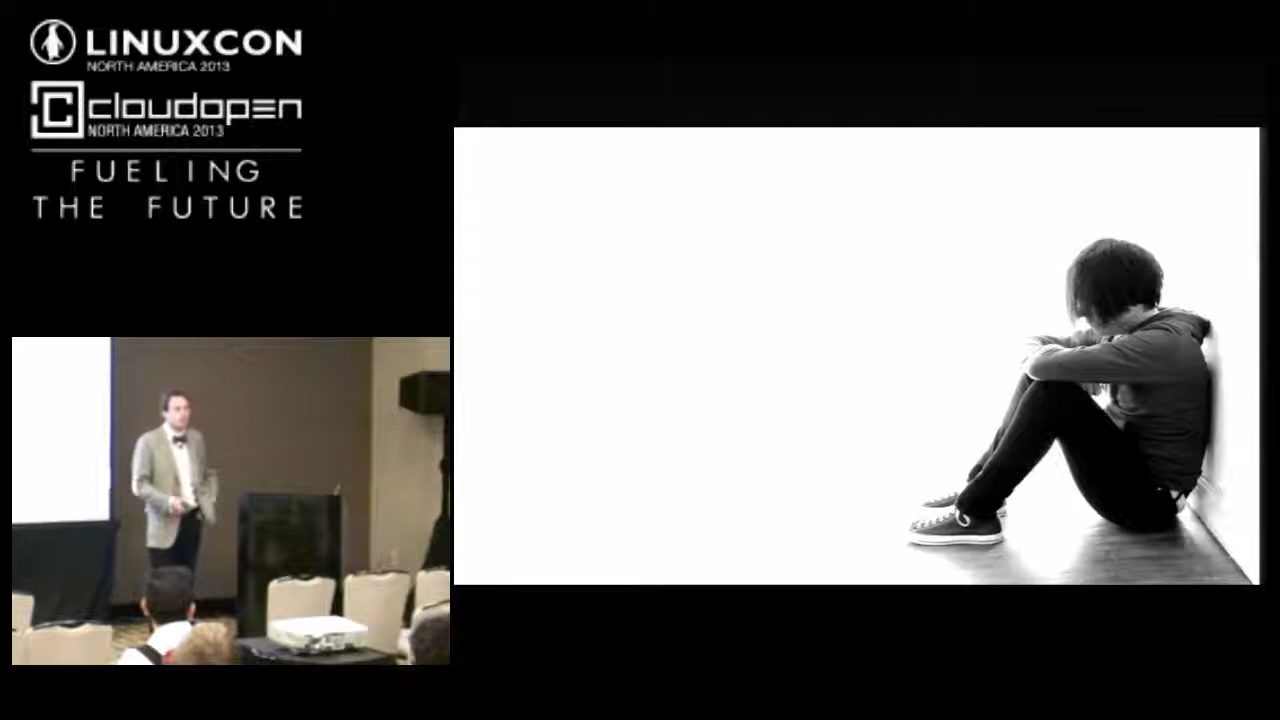 LINUXCON
NORTH AMERICA 2013
cloudopen
NORTH AMERICA 2013
FUELING
THE FUTURE